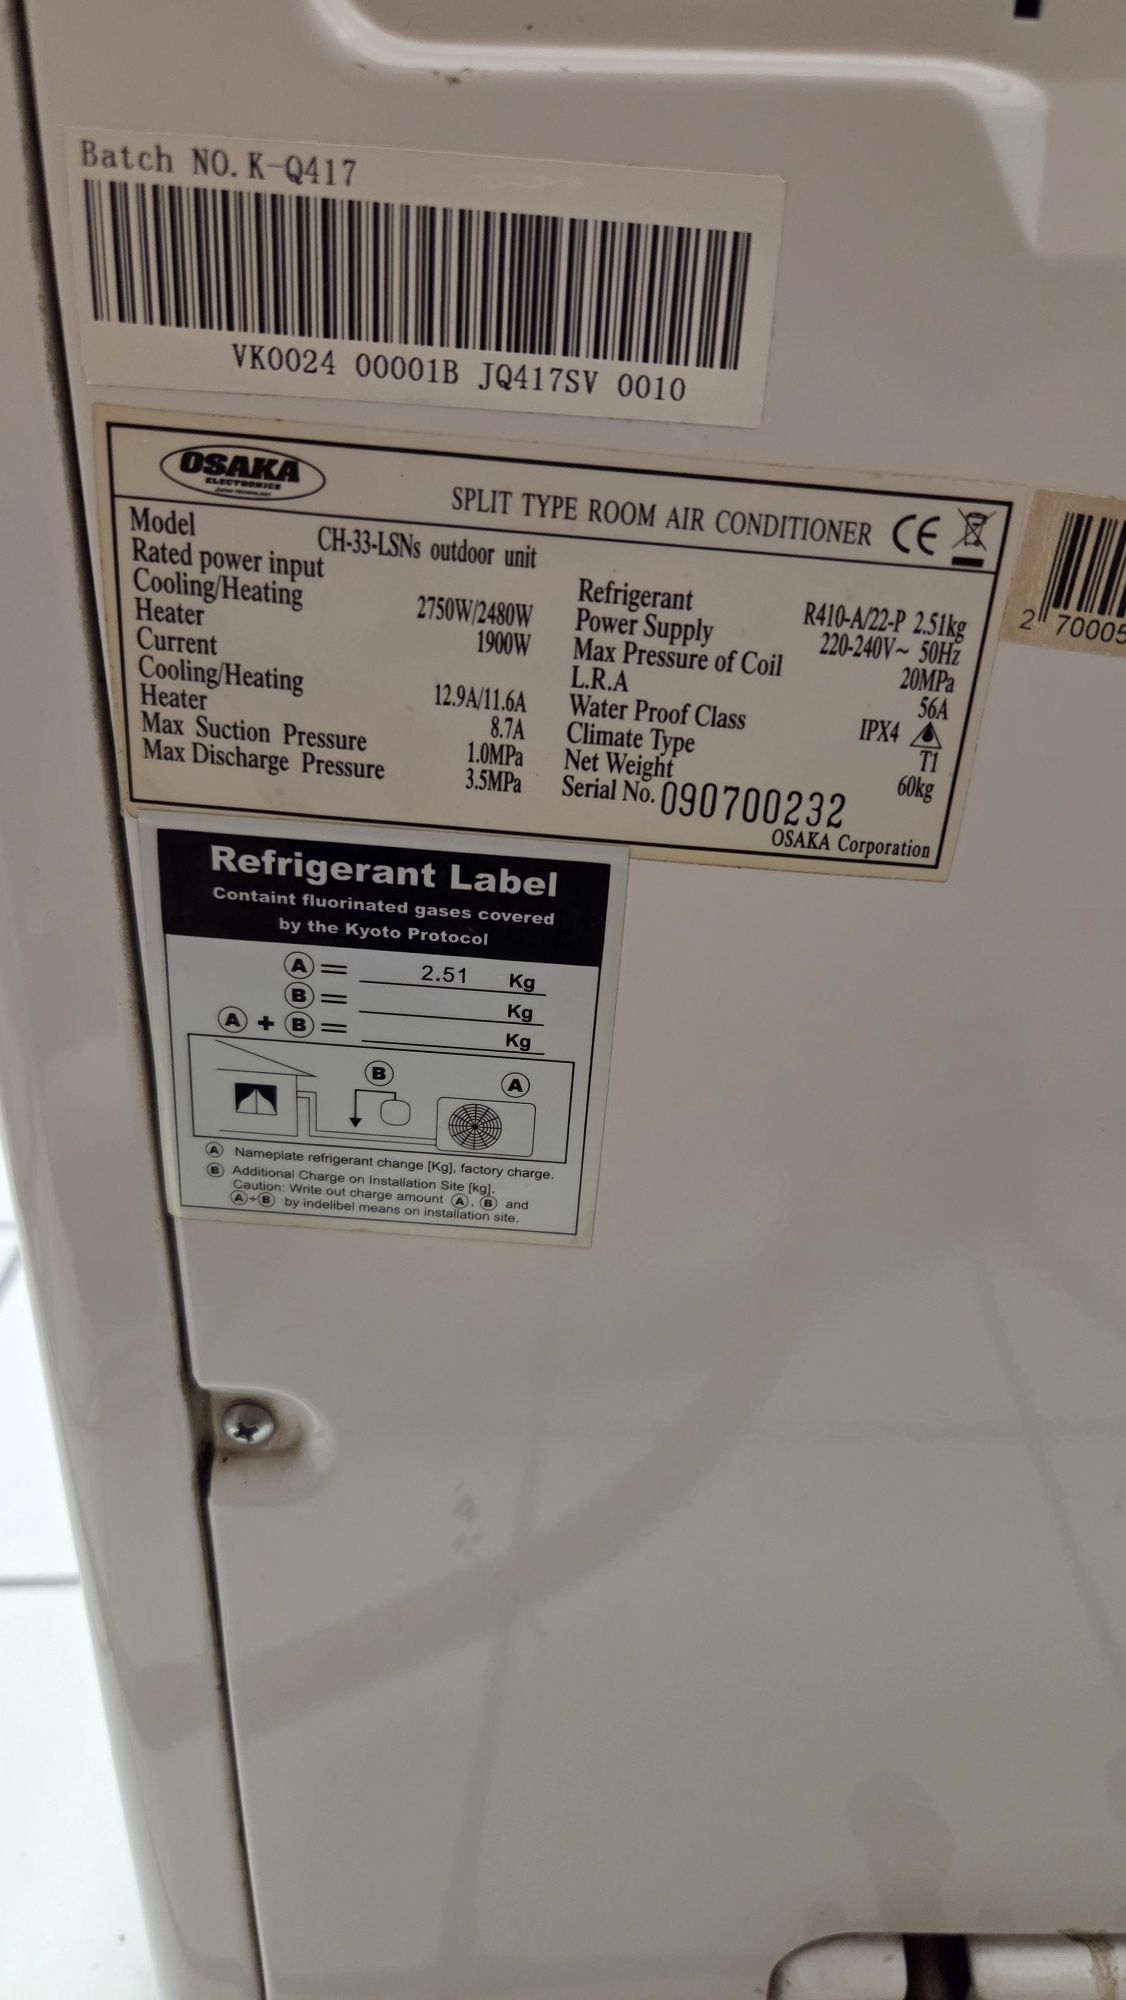 Batch NO. K-Q417
VK0024 00001B JQ417SV 0010
OSAKA
ELECTRONICS
JAPAN TECHNOLOGY
SPLIT TYPE ROOM AIR CONDITIONER CE
Model CH-33-LSNs outdoor unit
Rated power input
Cooling/Heating 2750W/2480W
Heater 1900W
Current
Cooling/Heating 12.9A/11.6A
Heater 8.7A
Max Suction Pressure 1.0MPa
Max Discharge Pressure 3.5MPa
Refrigerant R410-A/22-P 2.51kg
Power Supply 220-240V~ 50Hz
Max Pressure of Coil 20MPa
L.R.A 56A
Water Proof Class IPX4
Climate Type T1
Net Weight 60kg
Serial No. 090700232
OSAKA Corporation
2 70005
Refrigerant Label
Containt fluorinated gases covered
by the Kyoto Protocol
A = 2.51 Kg
B = Kg
A + B = Kg
B A
A Nameplate refrigerant change [Kg], factory charge.
B Additional Charge on Installation Site [kg].
Caution: Write out charge amount A, B and
A+B by indelibel means on installation site.